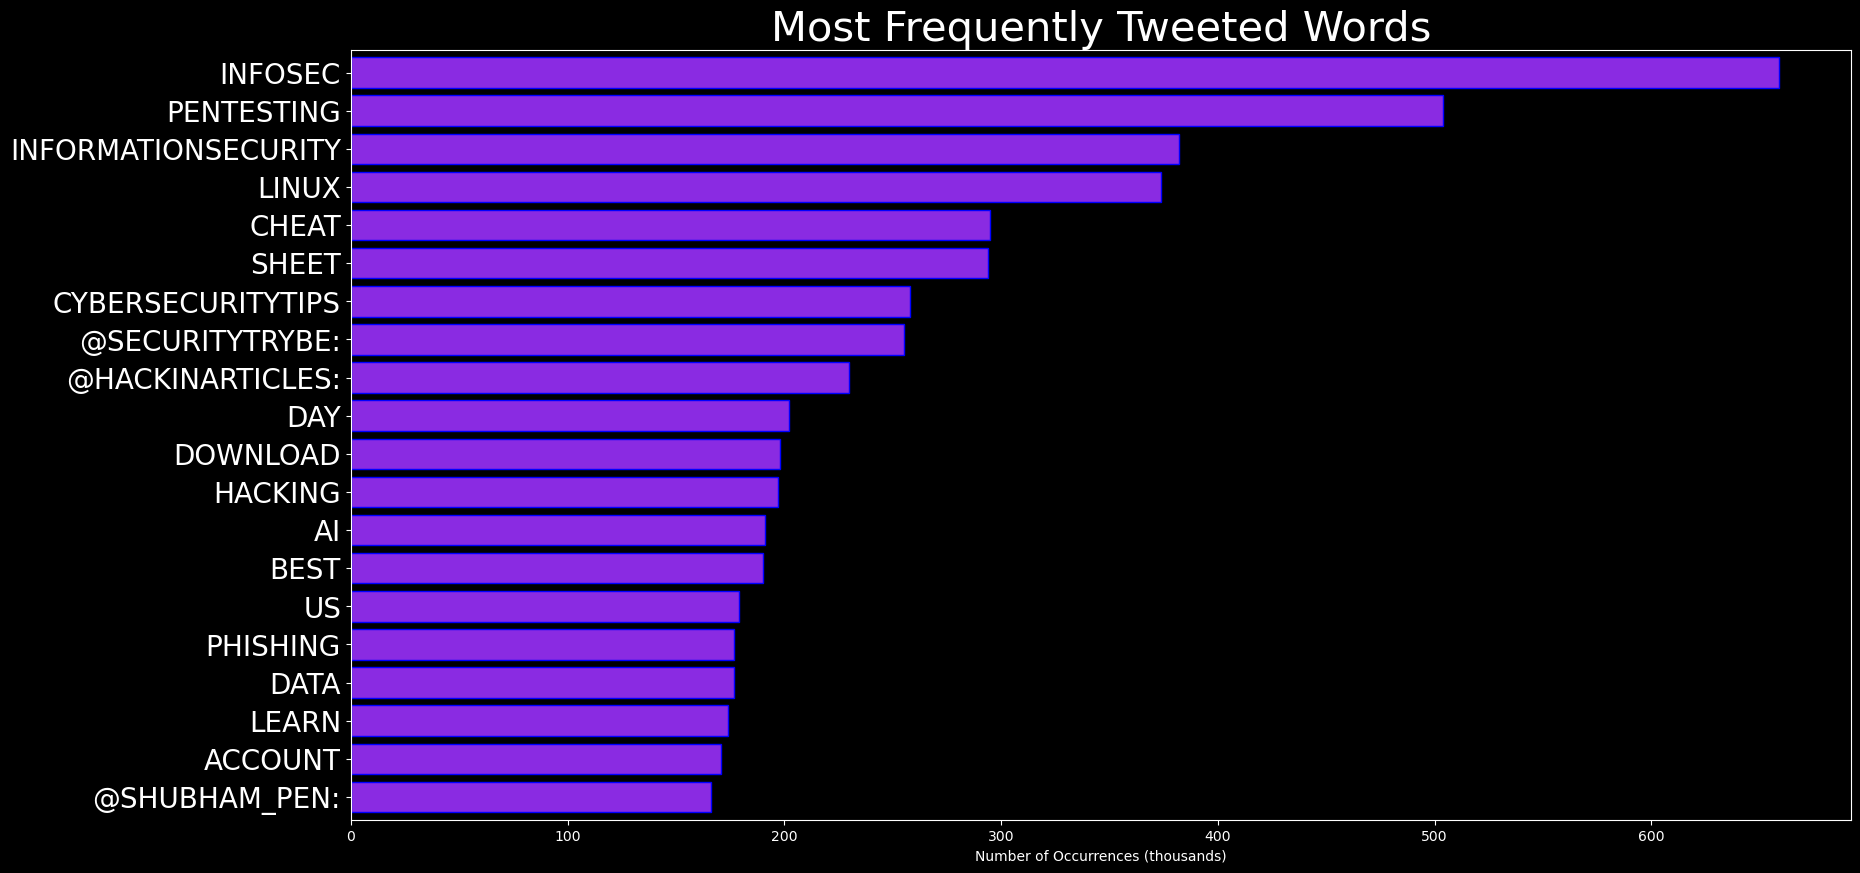 Most Frequently Tweeted Words
INFOSEC
PENTESTING
INFORMATIONSECURITY
LINUX
CHEAT
SHEET
CYBERSECURITYTIPS
@SECURITYTRYBE:
@HACKINARTICLES:
DAY
DOWNLOAD
HACKING
AI
BEST
US
PHISHING
DATA
LEARN
ACCOUNT
@SHUBHAM_PEN:
0 100 200 300 400 500 600
Number of Occurrences (thousands)